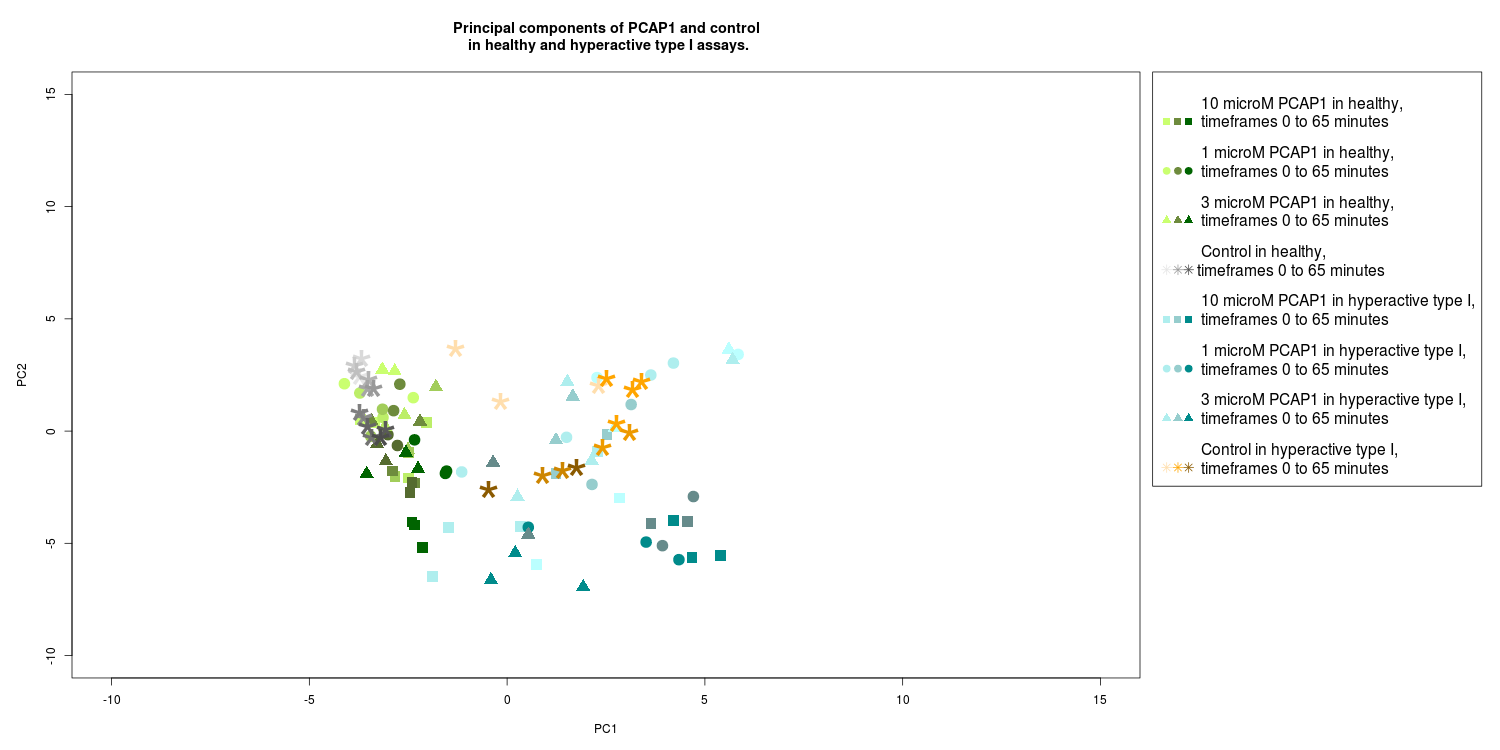 Principal components of PCAP1 and control
in healthy and hyperactive type I assays.
15
10
5
0
-5
-10
PC2
-10
-5
0
5
10
15
PC1
10 microM PCAP1 in healthy,
timeframes 0 to 65 minutes
1 microM PCAP1 in healthy,
timeframes 0 to 65 minutes
3 microM PCAP1 in healthy,
timeframes 0 to 65 minutes
Control in healthy,
timeframes 0 to 65 minutes
10 microM PCAP1 in hyperactive type I,
timeframes 0 to 65 minutes
1 microM PCAP1 in hyperactive type I,
timeframes 0 to 65 minutes
3 microM PCAP1 in hyperactive type I,
timeframes 0 to 65 minutes
Control in hyperactive type I,
timeframes 0 to 65 minutes